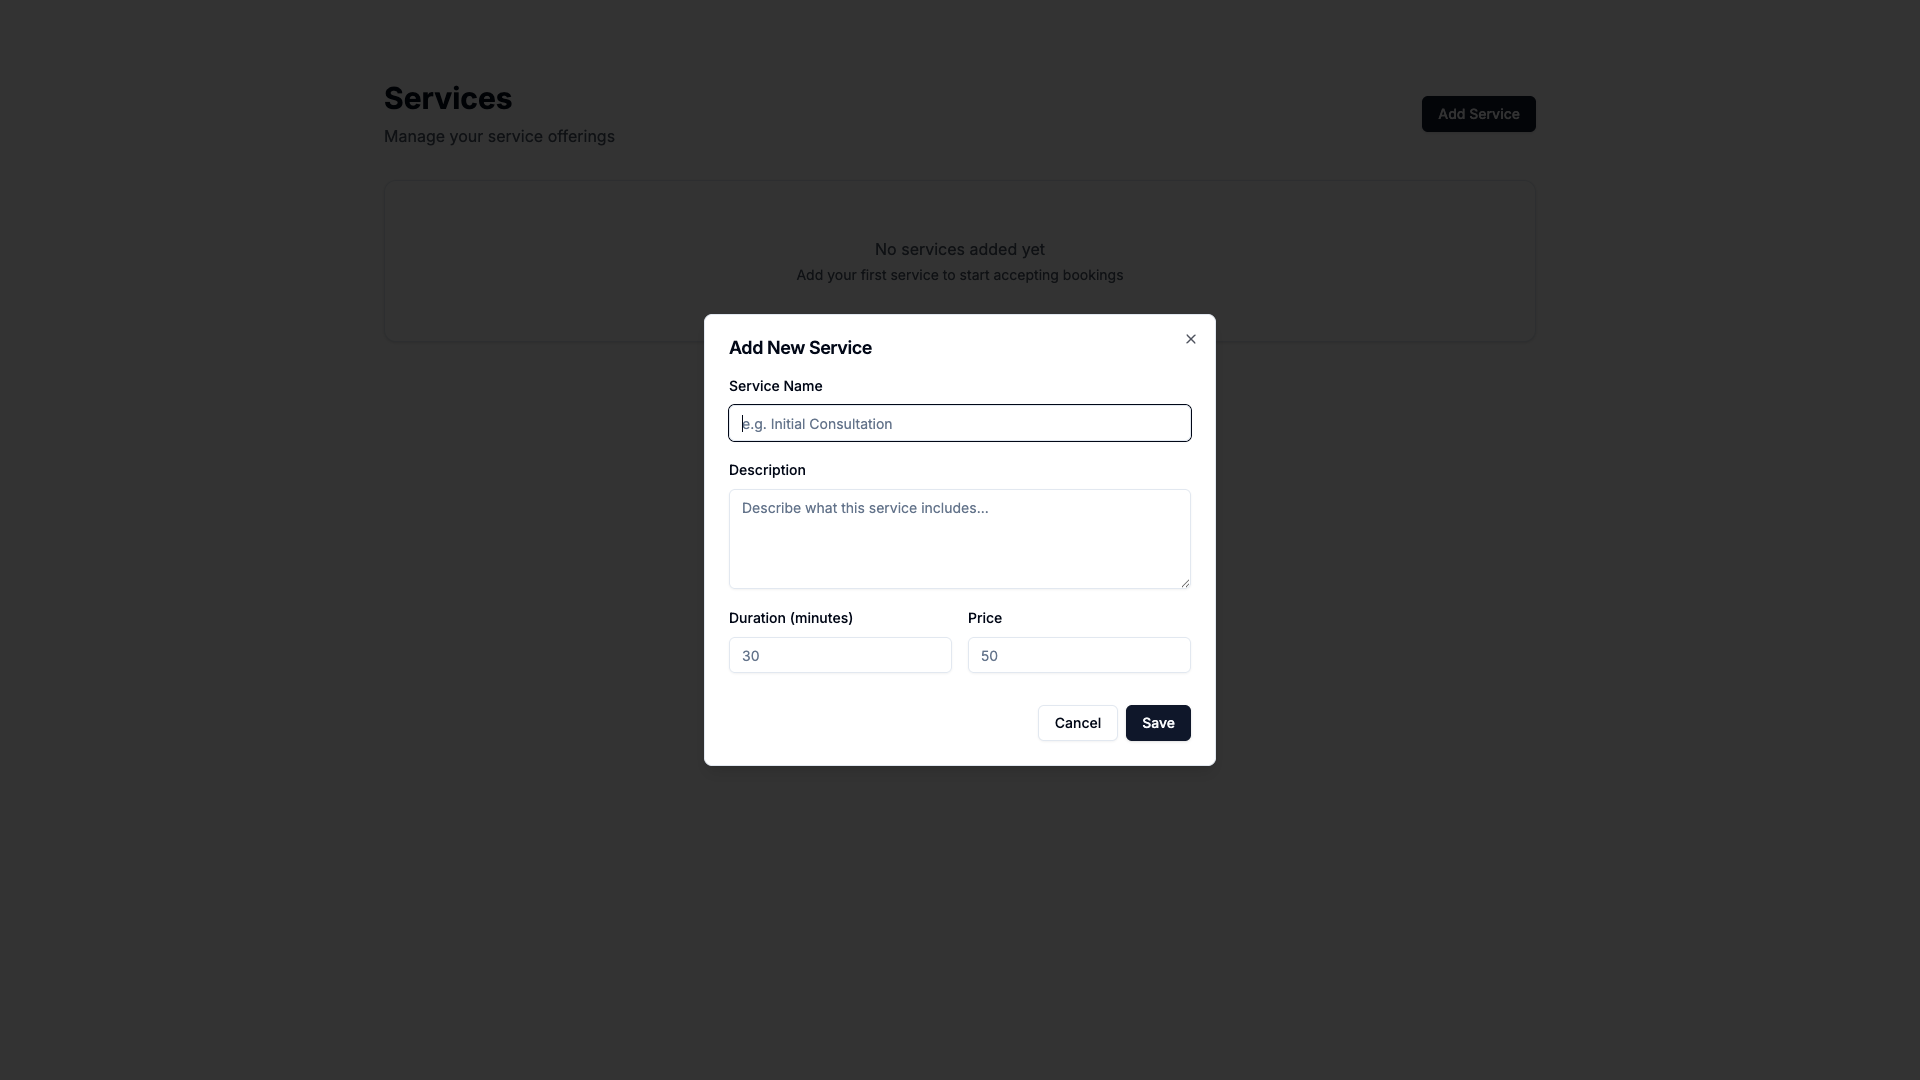 Services
Manage your service offerings
Add Service
No services added yet
Add your first service to start accepting bookings
Add New Service
Service Name
e.g. Initial Consultation
Description
Describe what this service includes...
Duration (minutes)
Price
30
50
Cancel
Save